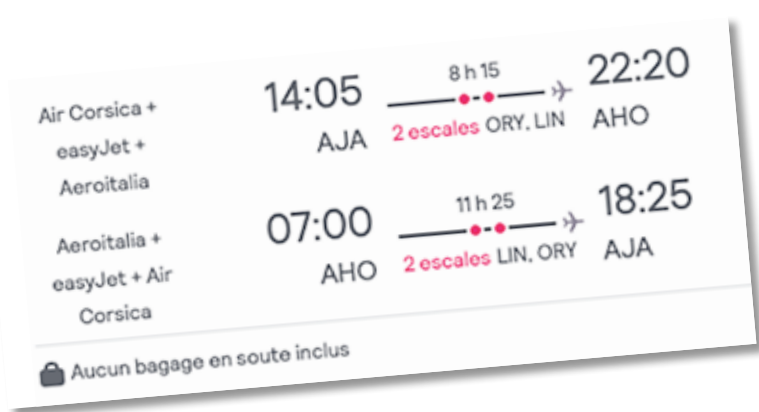 Air Corsica +
easyJet +
Aeroitalia
14:05
AJA
8 h 15
2 escales ORY, LIN
22:20
AHO
Aeroitalia +
easyJet + Air
Corsica
07:00
AHO
11 h 25
2 escales LIN, ORY
18:25
AJA
Aucun bagage en soute inclus